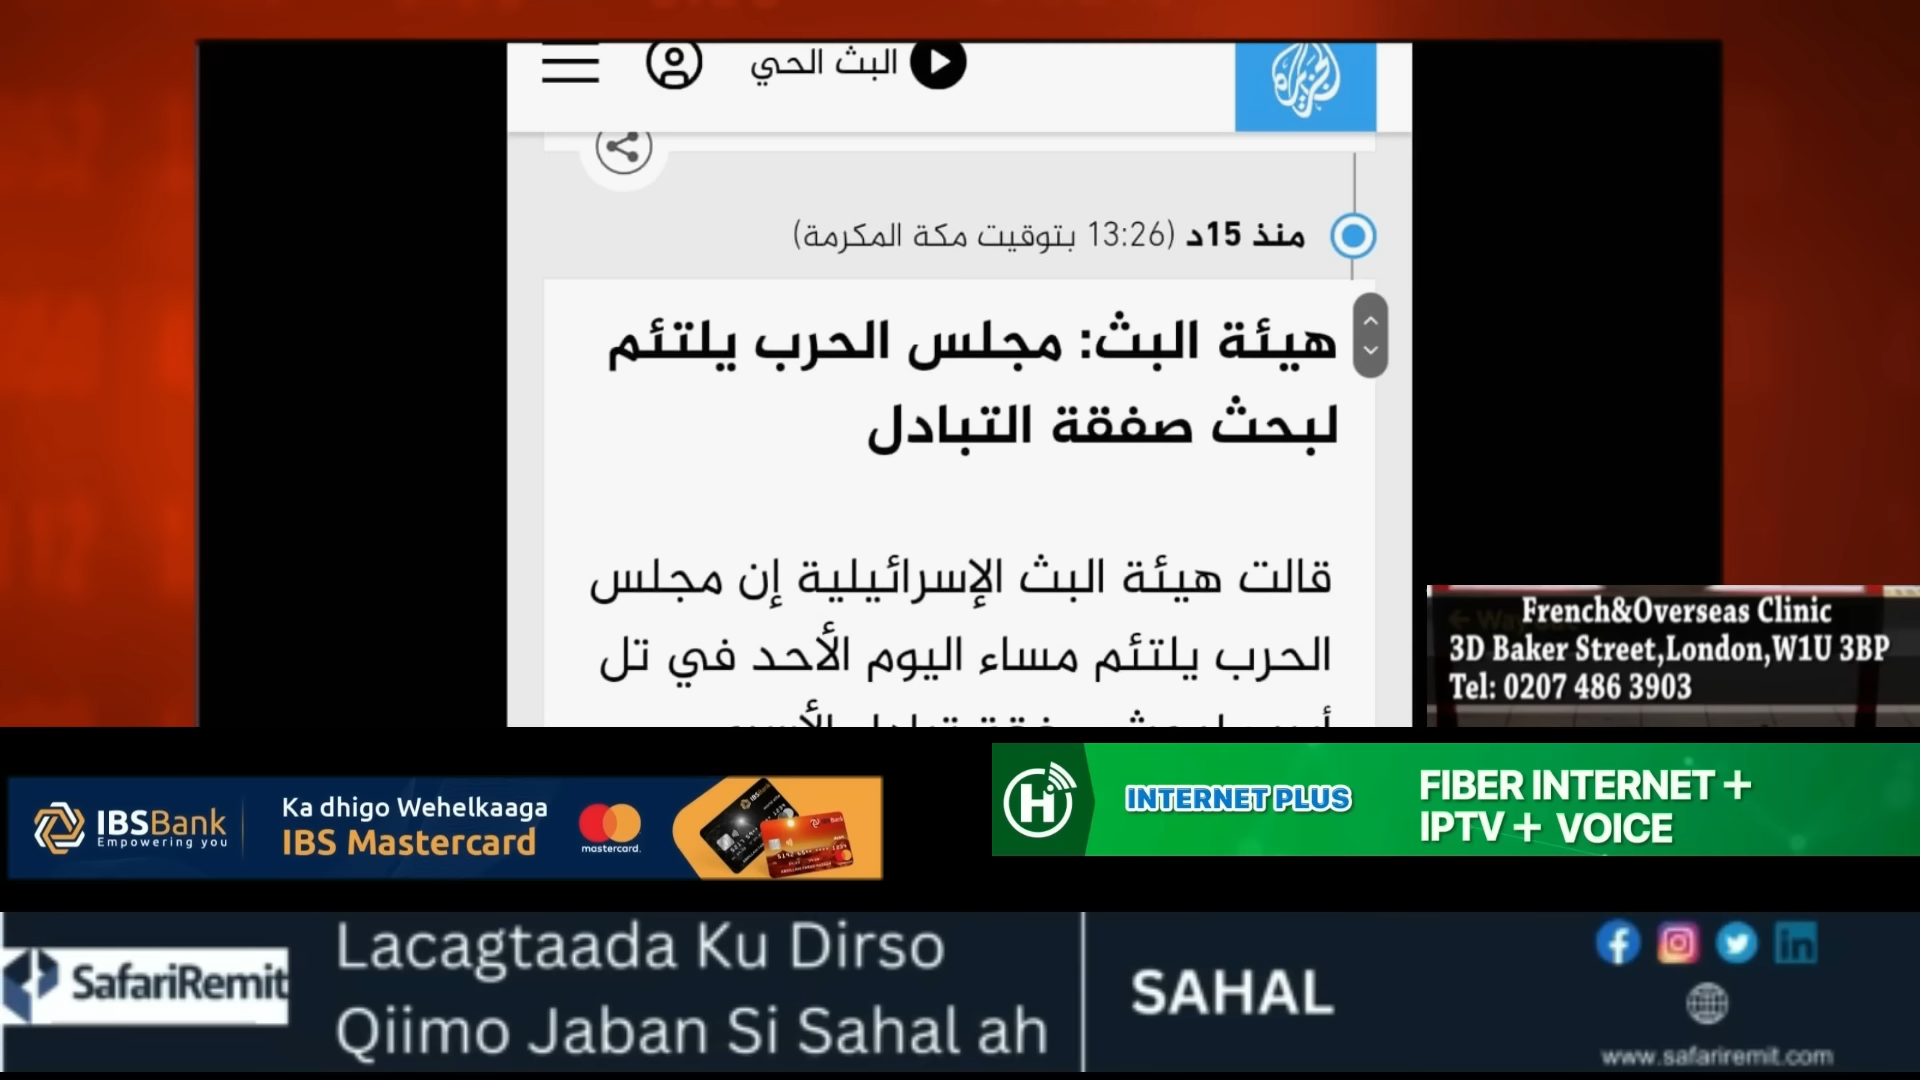 البث الحي
الجزيرة
منذ 15د (13:26 بتوقيت مكة المكرمة)
هيئة البث: مجلس الحرب يلتئم
لبحث صفقة التبادل
قالت هيئة البث الإسرائيلية إن مجلس
الحرب يلتئم مساء اليوم الأحد في تل
French&Overseas Clinic
3D Baker Street,London,W1U 3BP
Tel: 0207 486 3903
IBSBank
Empowering you
Ka dhigo Wehelkaaga
IBS Mastercard
mastercard.
H
INTERNET PLUS
FIBER INTERNET +
IPTV + VOICE
SafariRemit
Lacagtaada Ku Dirso
Qiimo Jaban Si Sahal ah
SAHAL
www.safariremit.com